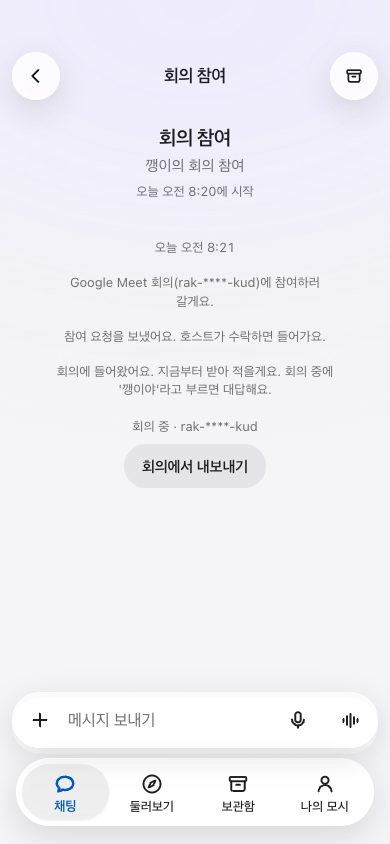 회의 참여
회의 참여
깽이의 회의 참여
오늘 오전 8:20에 시작
오늘 오전 8:21
Google Meet 회의(rak-****-kud)에 참여하러
갈게요.
참여 요청을 보냈어요. 호스트가 수락하면 들어가요.
회의에 들어왔어요. 지금부터 받아 적을게요. 회의 중에
'깽이야'라고 부르면 대답해요.
회의 중 · rak-****-kud
회의에서 내보내기
메시지 보내기
채팅
둘러보기
보관함
나의 모시